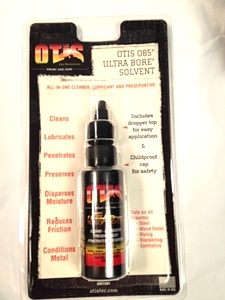 OTIS
OTIS O85®
ULTRA BORE®
SOLVENT
ALL-IN-ONE CLEANER, LUBRICANT AND PRESERVATIVE
Cleans
Lubricates
Penetrates
Preserves
Disperses
Moisture
Reduces
Friction
Conditions
Metal
Includes
dropper top
for easy
application
&
Childproof
cap for
safety
OTIS
Safe on all
- Steel
- Wood finish
- Bluing
- Blackening
- Synthetics
otistec.com